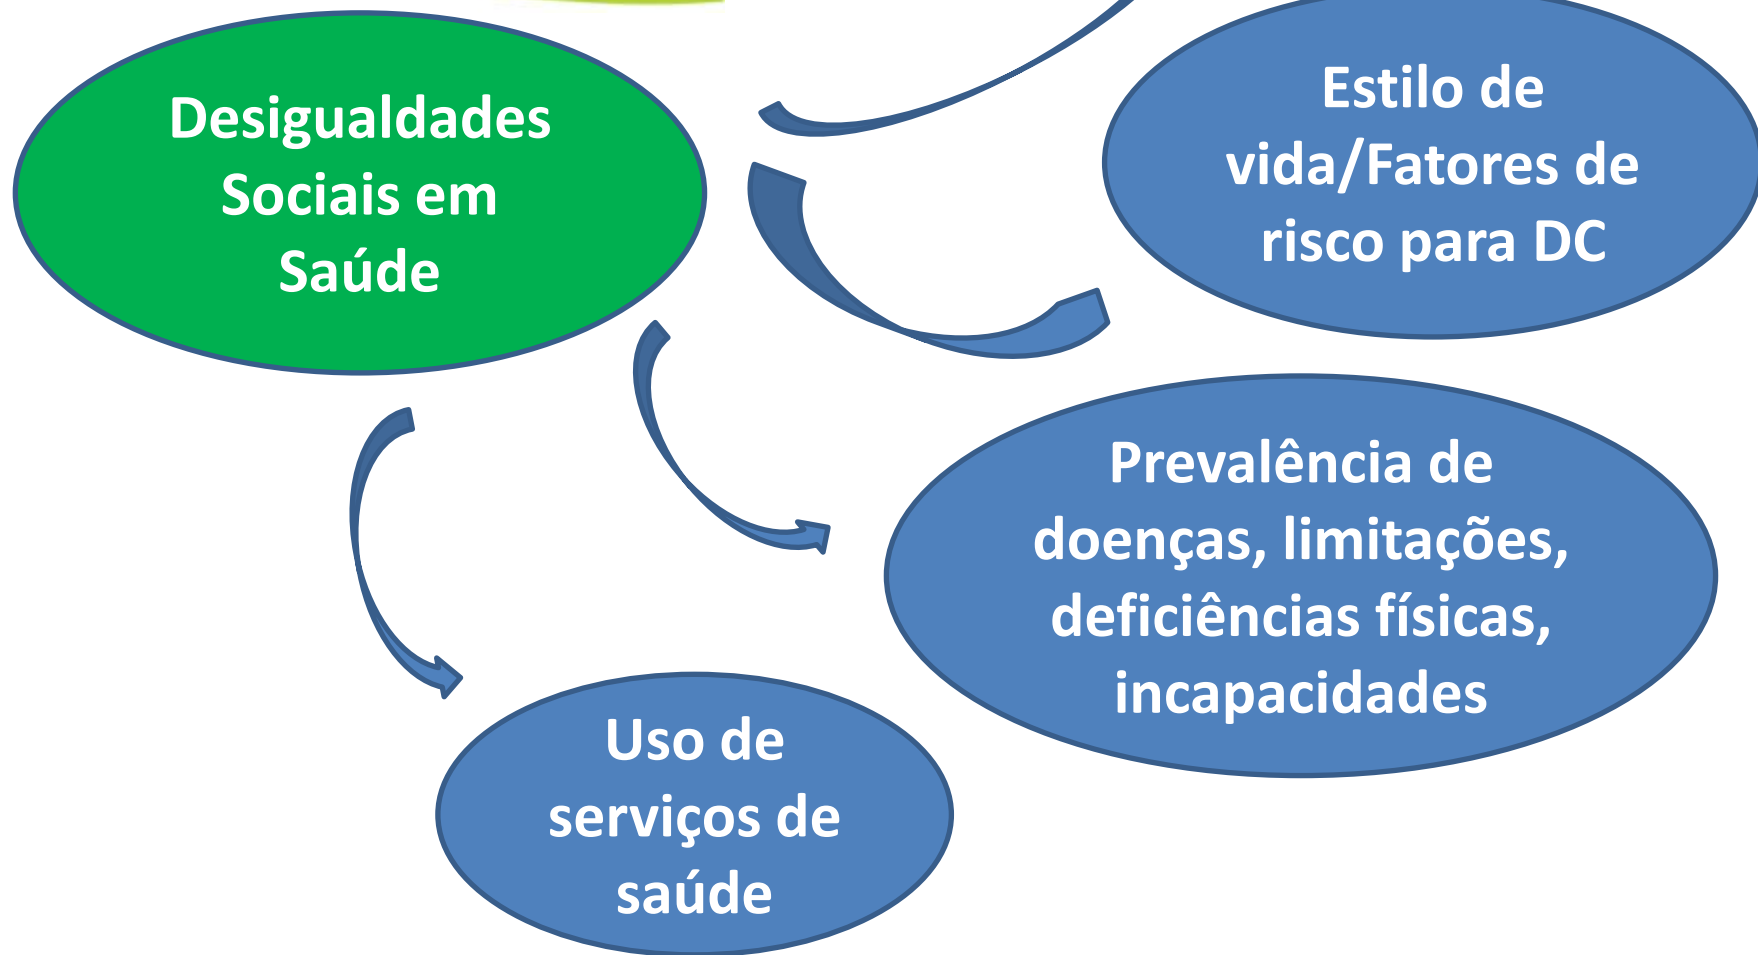 Desigualdades
Sociais em
Saúde
Estilo de
vida/Fatores de
risco para DC
Prevalência de
doenças, limitações,
deficiências físicas,
incapacidades
Uso de
serviços de
saúde